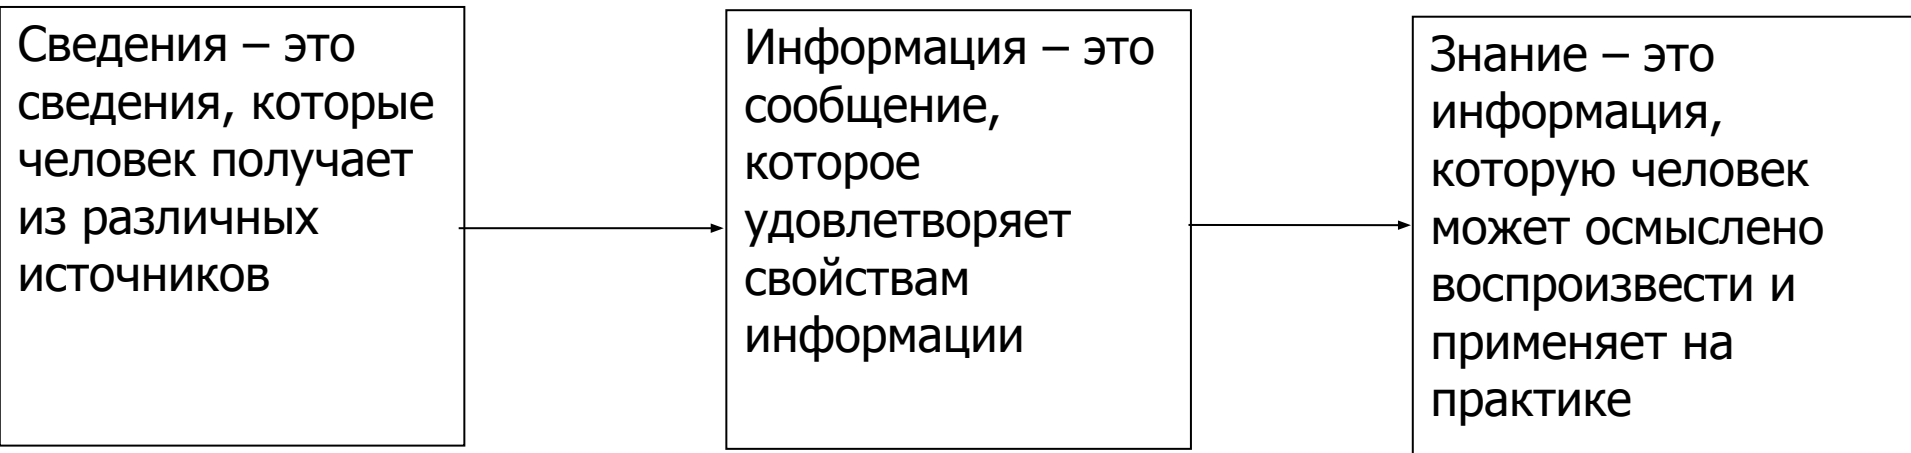 Сведения – это
сведения, которые
человек получает
из различных
источников
Информация – это
сообщение,
которое
удовлетворяет
свойствам
информации
Знание – это
информация,
которую человек
может осмыслено
воспроизвести и
применяет на
практике